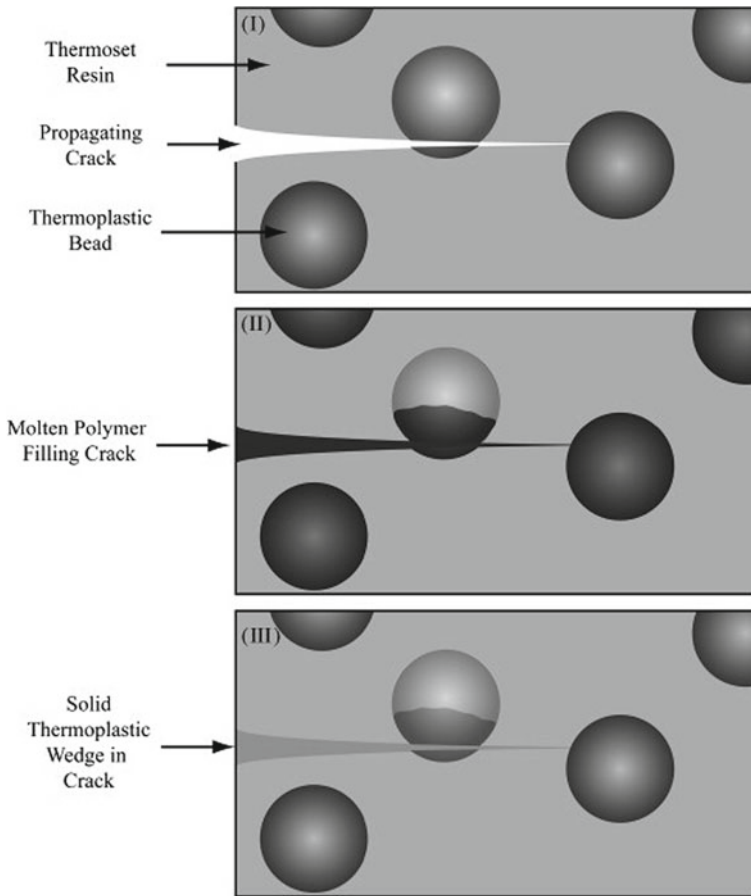 (I)
Thermoset
Resin
Propagating
Crack
Thermoplastic
Bead
(II)
Molten Polymer
Filling Crack
(III)
Solid
Thermoplastic
Wedge in
Crack